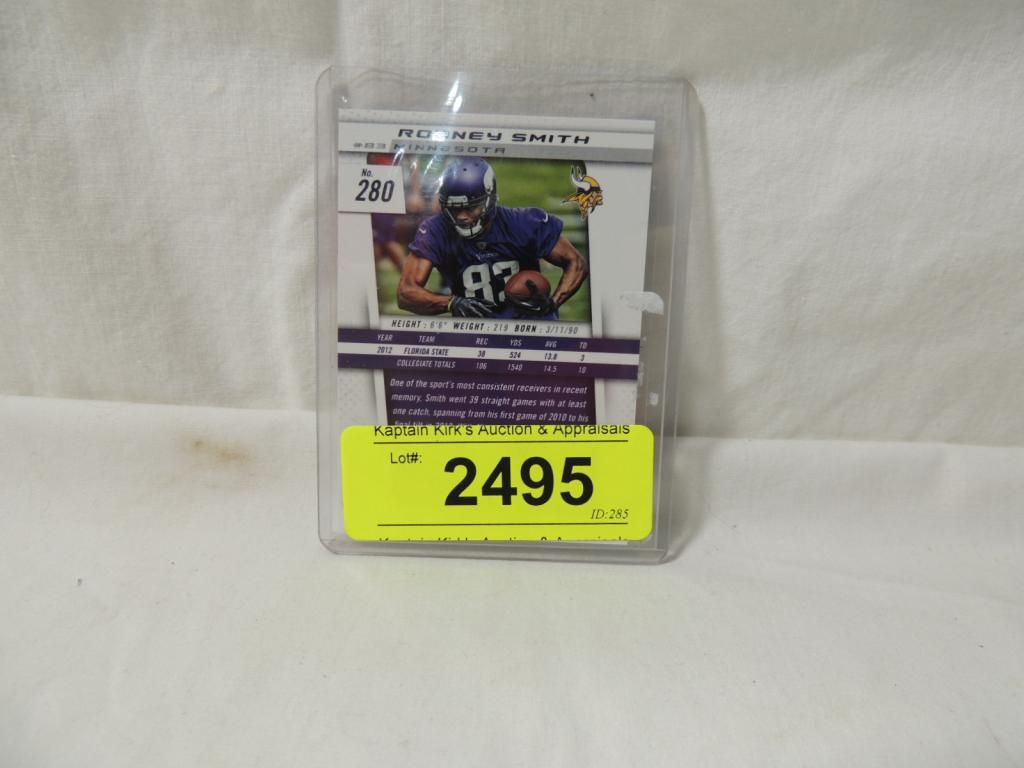 RODNEY SMITH
#83 MINNESOTA
No.
280
VIKINGS
83
HEIGHT : 6'6" WEIGHT : 219 BORN : 3/11/90
YEAR TEAM REC YDS AVG TD
2012 FLORIDA STATE 38 524 13.8 3
COLLEGIATE TOTALS 106 1540 14.5 10
One of the sport's most consistent receivers in recent
memory, Smith went 39 straight games with at least
one catch, spanning from his first game of 2010 to his
Kaptain Kirk's Auction & Appraisals
Lot#: 2495
ID:285